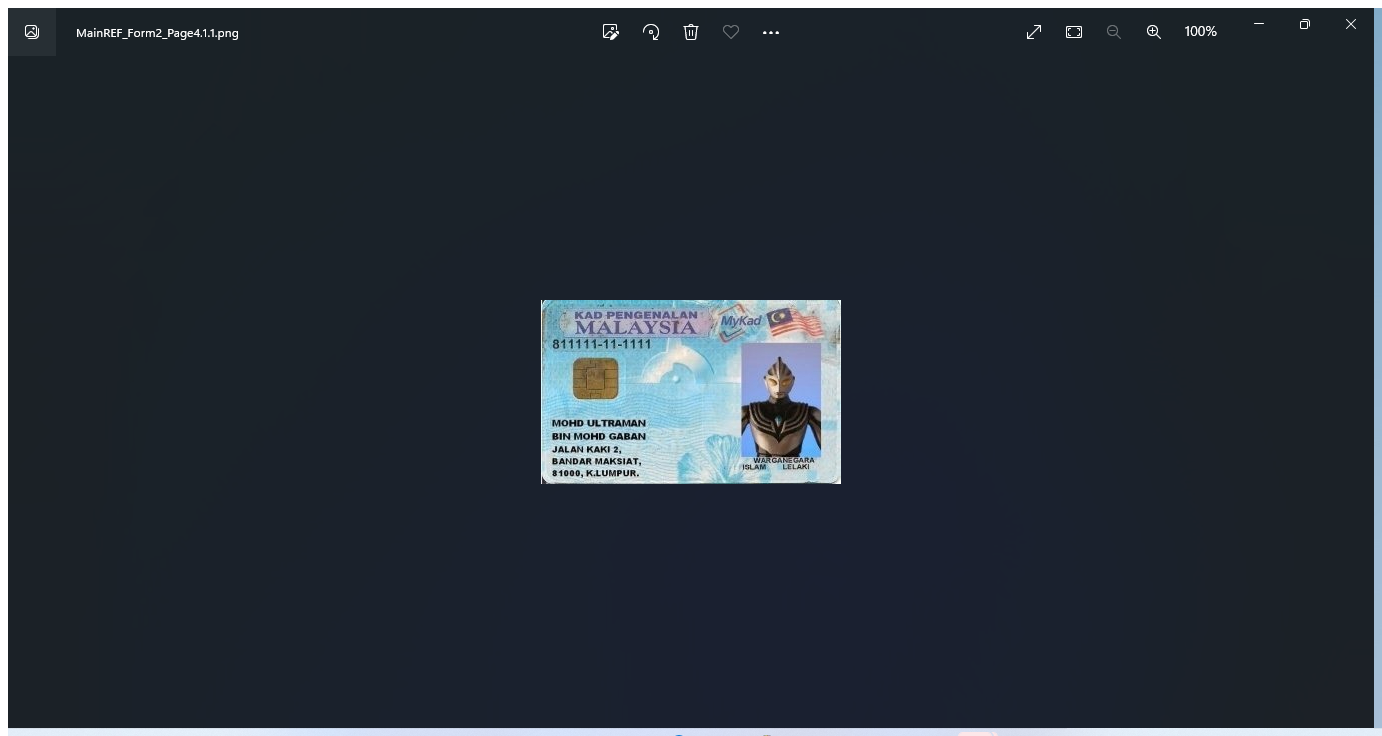 MainREF_Form2_Page4.1.1.png
100%
KAD PENGENALAN
MALAYSIA
MyKad
811111-11-1111
MOHD ULTRAMAN
BIN MOHD GABAN
JALAN KAKI 2,
BANDAR MAKSIAT,
81000, K.LUMPUR.
WARGANEGARA
ISLAM LELAKI